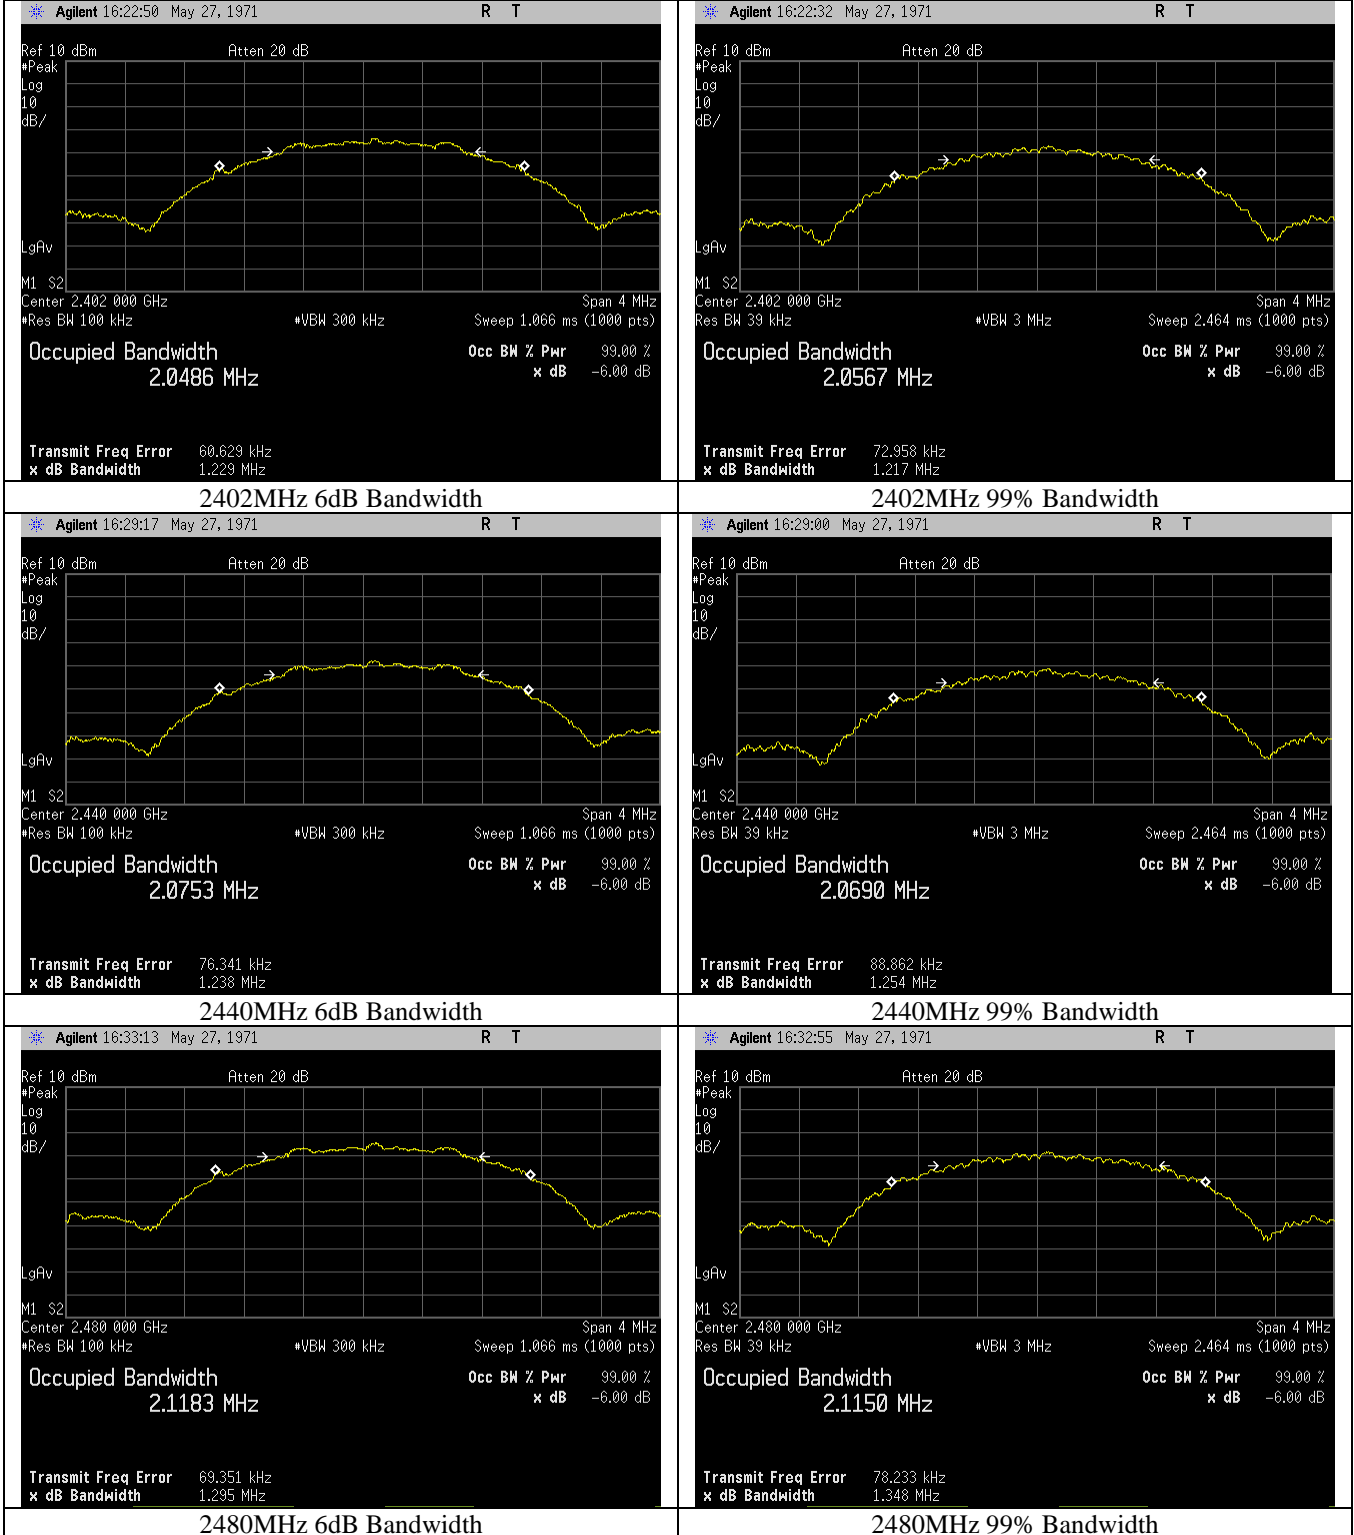 Agilent 16:22:50 May 27, 1971 R T
Ref 10 dBm Atten 20 dB
#Peak
Log
10
dB/
LgAv
M1 S2
Center 2.402 000 GHz Span 4 MHz
#Res BW 100 kHz #VBW 300 kHz Sweep 1.066 ms (1000 pts)
Occupied Bandwidth Occ BW % Pwr 99.00 %
2.0486 MHz x dB -6.00 dB
Transmit Freq Error 60.629 kHz
x dB Bandwidth 1.229 MHz
2402MHz 6dB Bandwidth
Agilent 16:22:32 May 27, 1971 R T
Ref 10 dBm Atten 20 dB
#Peak
Log
10
dB/
LgAv
M1 S2
Center 2.402 000 GHz Span 4 MHz
Res BW 39 kHz #VBW 3 MHz Sweep 2.464 ms (1000 pts)
Occupied Bandwidth Occ BW % Pwr 99.00 %
2.0567 MHz x dB -6.00 dB
Transmit Freq Error 72.958 kHz
x dB Bandwidth 1.217 MHz
2402MHz 99% Bandwidth
Agilent 16:29:17 May 27, 1971 R T
Ref 10 dBm Atten 20 dB
#Peak
Log
10
dB/
LgAv
M1 S2
Center 2.440 000 GHz Span 4 MHz
#Res BW 100 kHz #VBW 300 kHz Sweep 1.066 ms (1000 pts)
Occupied Bandwidth Occ BW % Pwr 99.00 %
2.0753 MHz x dB -6.00 dB
Transmit Freq Error 76.341 kHz
x dB Bandwidth 1.238 MHz
2440MHz 6dB Bandwidth
Agilent 16:29:00 May 27, 1971 R T
Ref 10 dBm Atten 20 dB
#Peak
Log
10
dB/
LgAv
M1 S2
Center 2.440 000 GHz Span 4 MHz
Res BW 39 kHz #VBW 3 MHz Sweep 2.464 ms (1000 pts)
Occupied Bandwidth Occ BW % Pwr 99.00 %
2.0690 MHz x dB -6.00 dB
Transmit Freq Error 88.862 kHz
x dB Bandwidth 1.254 MHz
2440MHz 99% Bandwidth
Agilent 16:33:13 May 27, 1971 R T
Ref 10 dBm Atten 20 dB
#Peak
Log
10
dB/
LgAv
M1 S2
Center 2.480 000 GHz Span 4 MHz
#Res BW 100 kHz #VBW 300 kHz Sweep 1.066 ms (1000 pts)
Occupied Bandwidth Occ BW % Pwr 99.00 %
2.1183 MHz x dB -6.00 dB
Transmit Freq Error 69.351 kHz
x dB Bandwidth 1.295 MHz
2480MHz 6dB Bandwidth
Agilent 16:32:55 May 27, 1971 R T
Ref 10 dBm Atten 20 dB
#Peak
Log
10
dB/
LgAv
M1 S2
Center 2.480 000 GHz Span 4 MHz
Res BW 39 kHz #VBW 3 MHz Sweep 2.464 ms (1000 pts)
Occupied Bandwidth Occ BW % Pwr 99.00 %
2.1150 MHz x dB -6.00 dB
Transmit Freq Error 78.233 kHz
x dB Bandwidth 1.348 MHz
2480MHz 99% Bandwidth